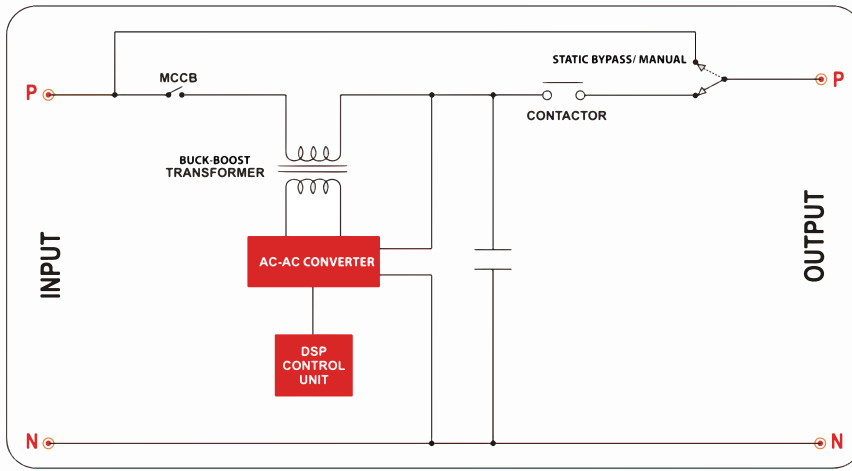 STATIC BYPASS/ MANUAL
MCCB
P
P
CONTACTOR
BUCK-BOOST
TRANSFORMER
INPUT
OUTPUT
AC-AC CONVERTER
DSP
CONTROL
UNIT
N
N